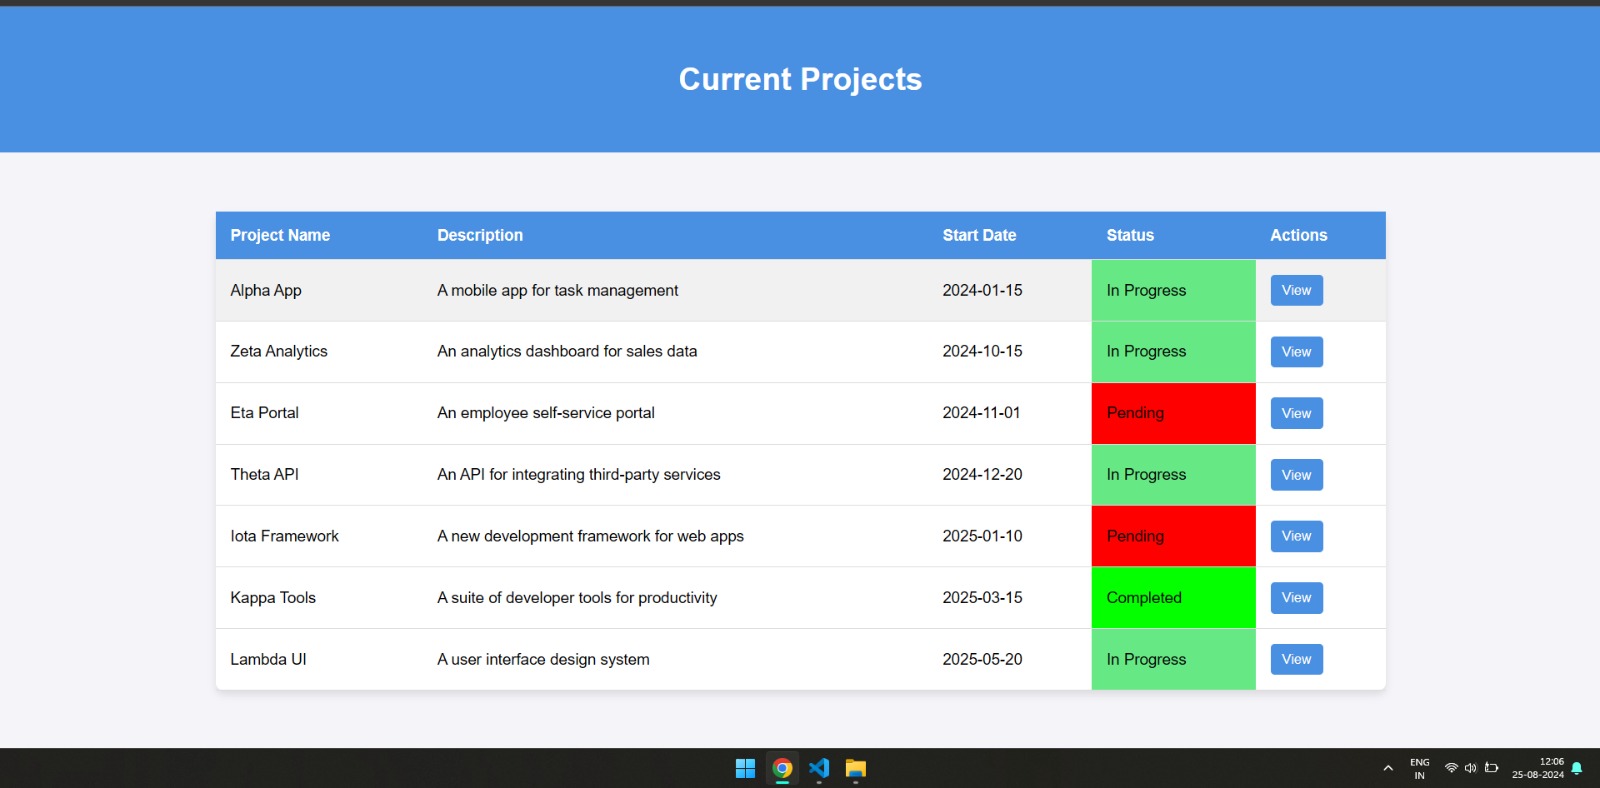 Current Projects
Project Name Description Start Date Status Actions
Alpha App A mobile app for task management 2024-01-15 In Progress View
Zeta Analytics An analytics dashboard for sales data 2024-10-15 In Progress View
Eta Portal An employee self-service portal 2024-11-01 Pending View
Theta API An API for integrating third-party services 2024-12-20 In Progress View
Iota Framework A new development framework for web apps 2025-01-10 Pending View
Kappa Tools A suite of developer tools for productivity 2025-03-15 Completed View
Lambda UI A user interface design system 2025-05-20 In Progress View
ENG 12:06
IN 25-08-2024